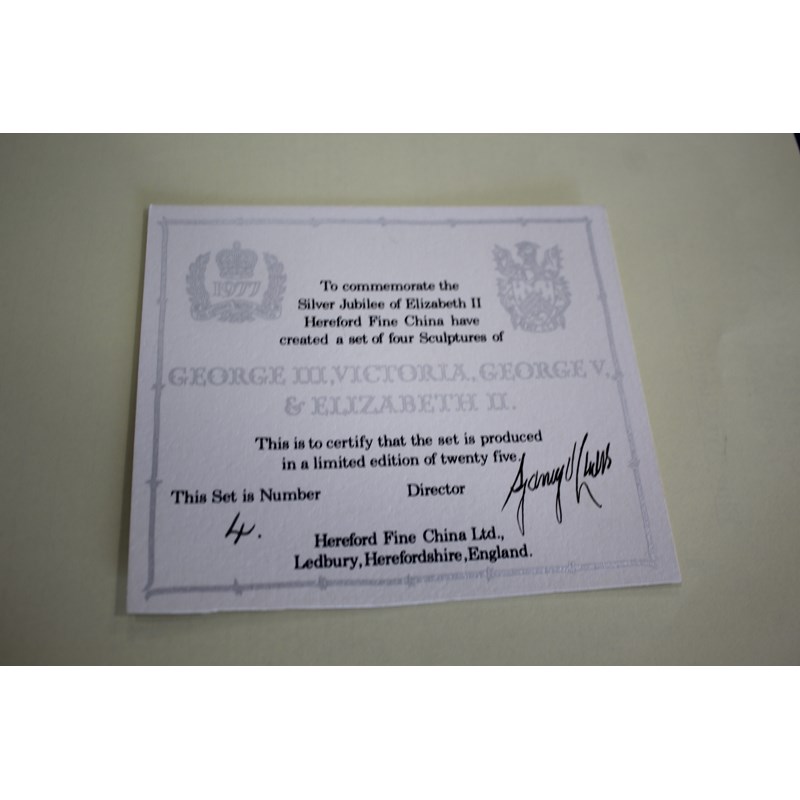 1977
To commemorate the
Silver Jubilee of Elizabeth II
Hereford Fine China have
created a set of four Sculptures of
GEORGE III, VICTORIA, GEORGE V,
& ELIZABETH II.
This is to certify that the set is produced
in a limited edition of twenty five.
This Set is Number
Director
4.
Hereford Fine China Ltd.,
Ledbury, Herefordshire, England.